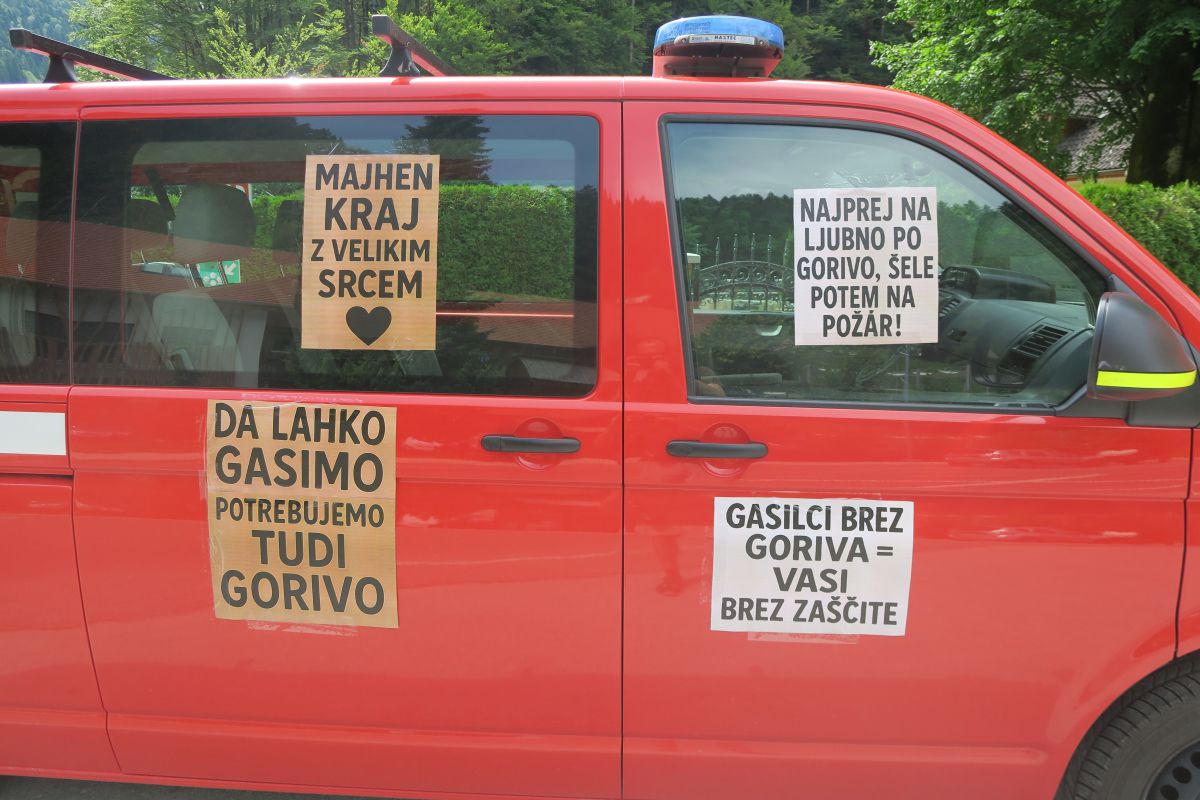 HASTEC
MAJHEN
KRAJ
Z VELIKIM
SRCEM
NAJPREJ NA
LJUBNO PO
GORIVO, ŠELE
POTEM NA
POŽAR!
DA LAHKO
GASIMO
POTREBUJEMO
TUDI
GORIVO
GASILCI BREZ
GORIVA =
VASI
BREZ ZAŠČITE